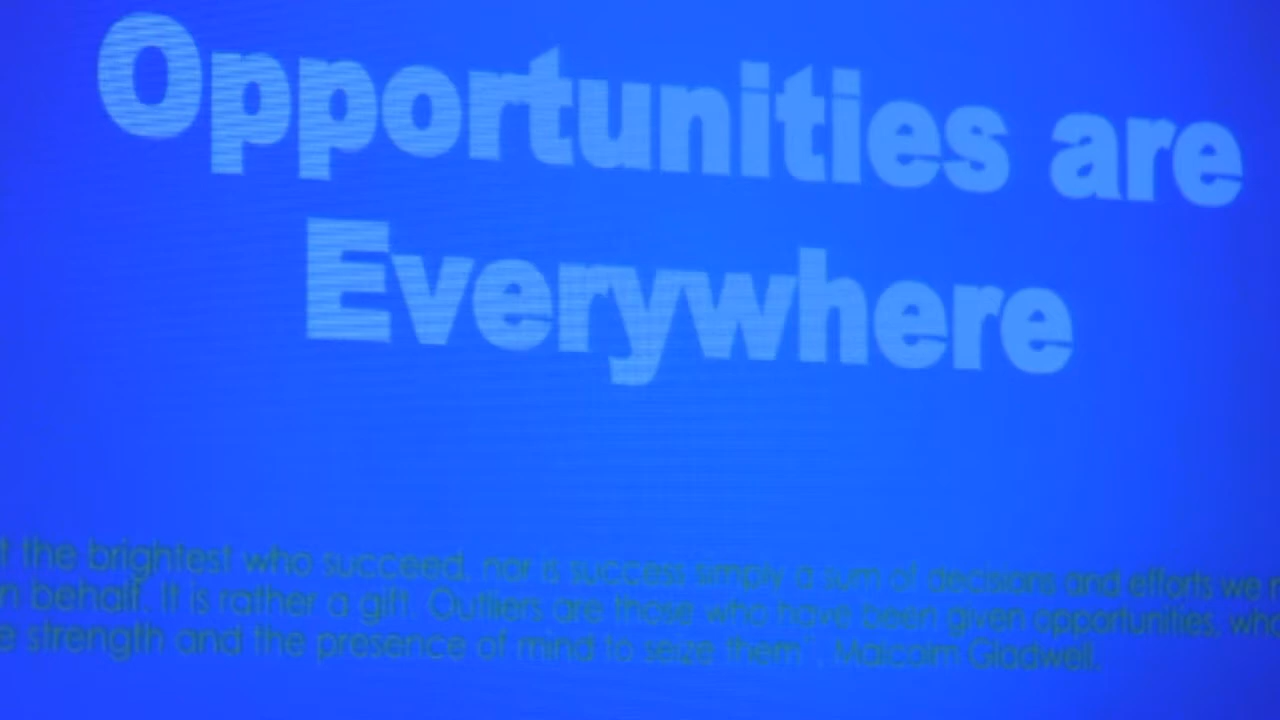 Opportunities are
Everywhere
t the brightest who succeed, nor is success simply a sum of decisions and efforts we
n behalf. It is rather a gift. Outliers are those who have been given opportunities, who
e strength and the presence of mind to seize them", Malcolm Gladwell.